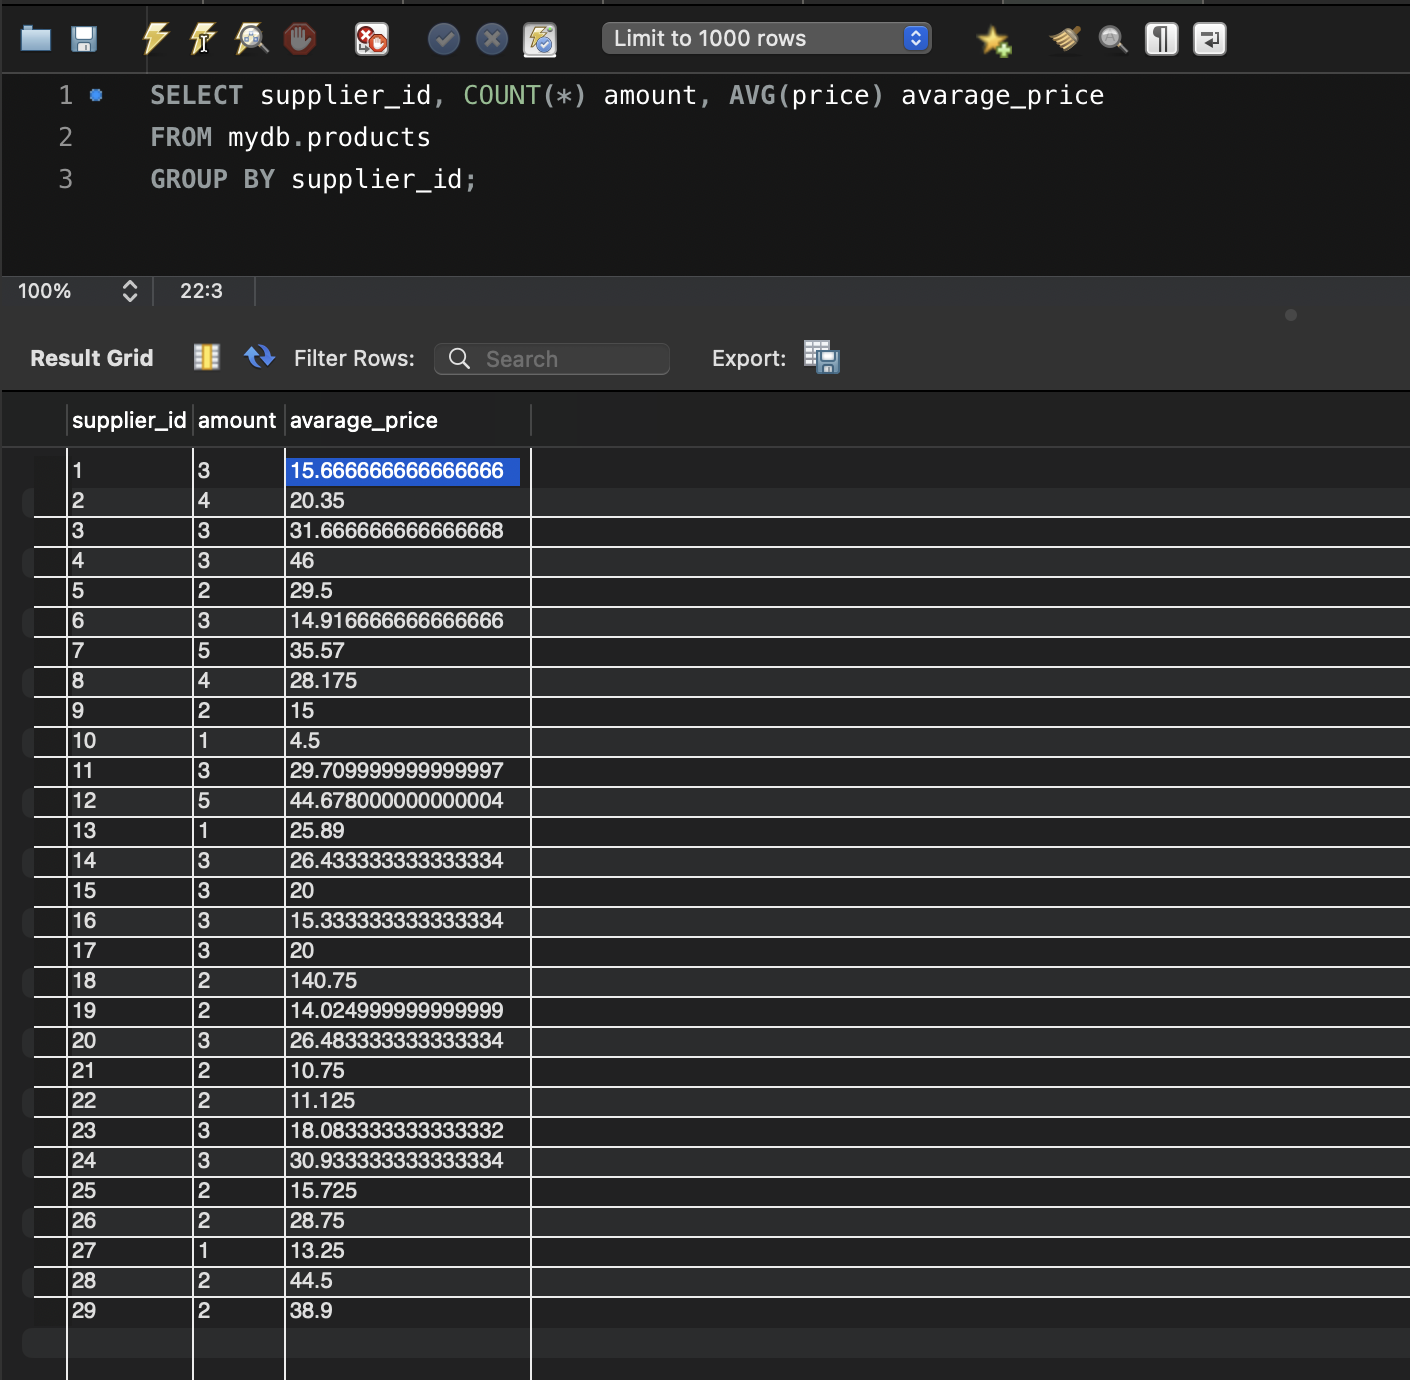 Limit to 1000 rows
1 SELECT supplier_id, COUNT(*) amount, AVG(price) avarage_price
2 FROM mydb.products
3 GROUP BY supplier_id;
100% 22:3
Result Grid Filter Rows: Search Export:
supplier_id amount avarage_price
1 3 15.666666666666666
2 4 20.35
3 3 31.666666666666668
4 3 46
5 2 29.5
6 3 14.916666666666666
7 5 35.57
8 4 28.175
9 2 15
10 1 4.5
11 3 29.709999999999997
12 5 44.678000000000004
13 1 25.89
14 3 26.433333333333334
15 3 20
16 3 15.333333333333334
17 3 20
18 2 140.75
19 2 14.024999999999999
20 3 26.483333333333334
21 2 10.75
22 2 11.125
23 3 18.083333333333332
24 3 30.933333333333334
25 2 15.725
26 2 28.75
27 1 13.25
28 2 44.5
29 2 38.9